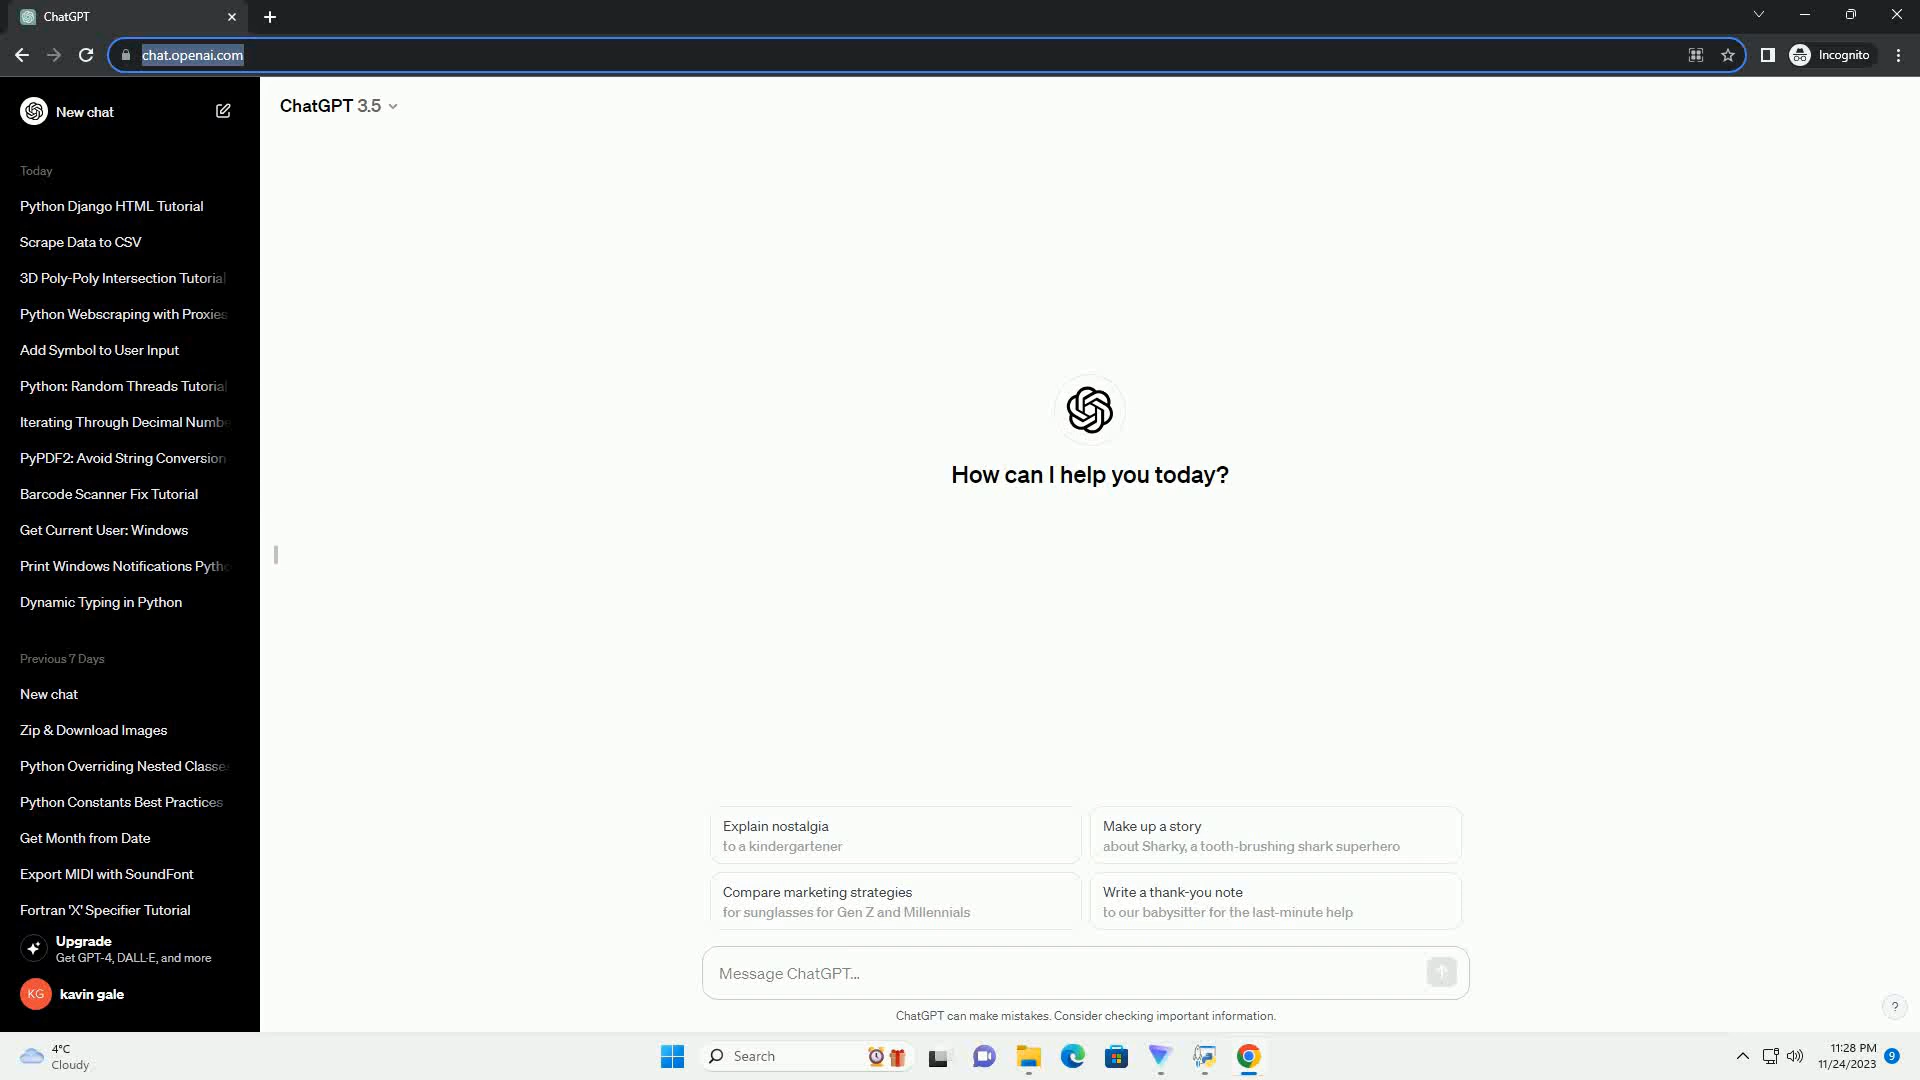 ChatGPT
chat.openai.com
Incognito
New chat
ChatGPT 3.5
Today
Python Django HTML Tutorial
Scrape Data to CSV
3D Poly-Poly Intersection Tutorial
Python Webscraping with Proxies
Add Symbol to User Input
Python: Random Threads Tutorial
Iterating Through Decimal Numbe
PyPDF2: Avoid String Conversion
Barcode Scanner Fix Tutorial
Get Current User: Windows
Print Windows Notifications Pytho
Dynamic Typing in Python
Previous 7 Days
New chat
Zip & Download Images
Python Overriding Nested Classes
Python Constants Best Practices
Get Month from Date
Export MIDI with SoundFont
Fortran 'X' Specifier Tutorial
Upgrade
Get GPT-4, DALL·E, and more
KG
kavin gale
How can I help you today?
Explain nostalgia
to a kindergartener
Make up a story
about Sharky, a tooth-brushing shark superhero
Compare marketing strategies
for sunglasses for Gen Z and Millennials
Write a thank-you note
to our babysitter for the last-minute help
Message ChatGPT...
ChatGPT can make mistakes. Consider checking important information.
?
4°C
Cloudy
Search
11:28 PM
11/24/2023
9